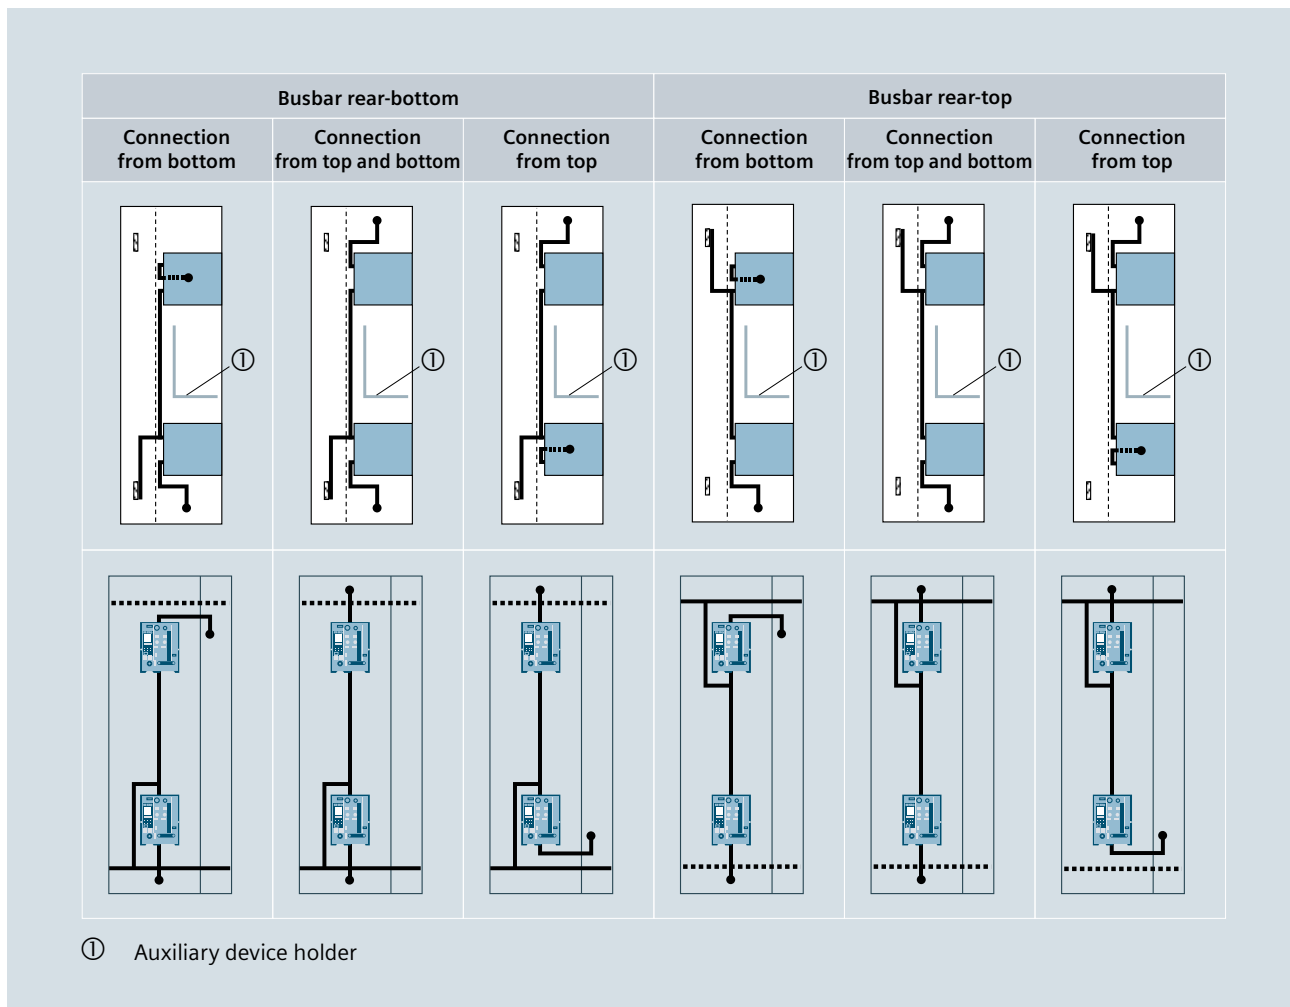 Busbar rear-bottom
Busbar rear-top
Connection
from bottom
Connection
from top and bottom
Connection
from top
Connection
from bottom
Connection
from top and bottom
Connection
from top
①
①
①
①
①
①
① Auxiliary device holder